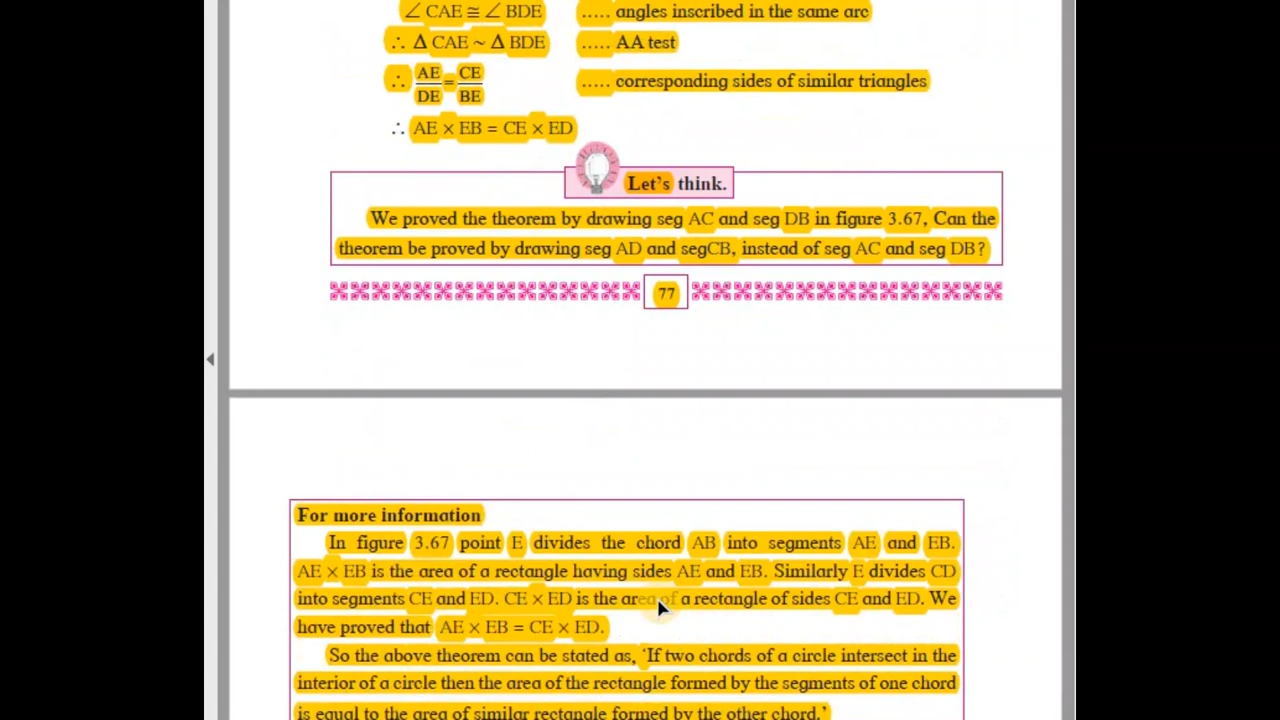 ∠ CAE ≅ ∠ BDE ..... angles inscribed in the same arc
∴ Δ CAE ~ Δ BDE ..... AA test
∴ AE/DE = CE/BE ..... corresponding sides of similar triangles
∴ AE × EB = CE × ED
Let's think.
We proved the theorem by drawing seg AC and seg DB in figure 3.67, Can the
theorem be proved by drawing seg AD and segCB, instead of seg AC and seg DB?
77
For more information
In figure 3.67 point E divides the chord AB into segments AE and EB.
AE × EB is the area of a rectangle having sides AE and EB. Similarly E divides CD
into segments CE and ED. CE × ED is the area of a rectangle of sides CE and ED. We
have proved that AE × EB = CE × ED.
So the above theorem can be stated as, 'If two chords of a circle intersect in the
interior of a circle then the area of the rectangle formed by the segments of one chord
is equal to the area of similar rectangle formed by the other chord.'